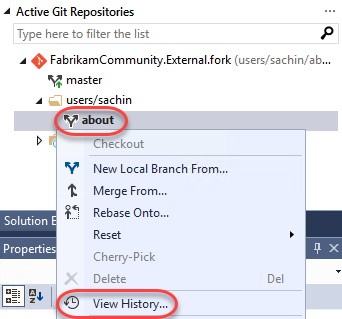 Active Git Repositories
Type here to filter the list
FabrikamCommunity.External.fork (users/sachin/ab...
master
users/sachin
about
Checkout
New Local Branch From...
Merge From...
Rebase Onto...
Reset
Cherry-Pick
Delete Del
View History...
Solution E
Properties